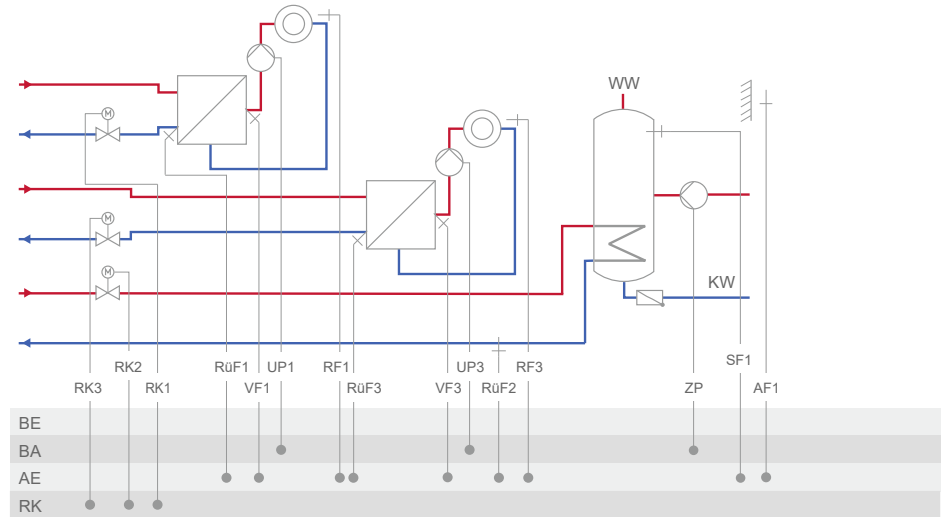 M
WW
M
M
KW
RK2 RüF1 UP1 RF1 UP3 RF3 SF1
RK3 RK1 VF1 RüF3 VF3 RüF2 ZP AF1
BE
BA
AE
RK